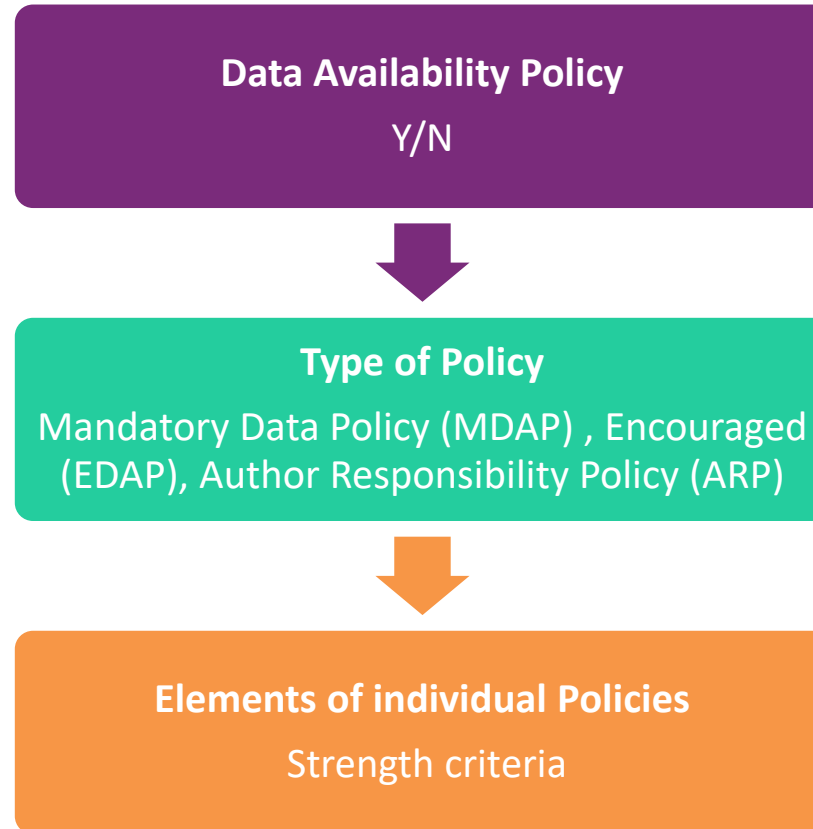 Data Availability Policy
Y/N
Type of Policy
Mandatory Data Policy (MDAP) , Encouraged
(EDAP), Author Responsibility Policy (ARP)
Elements of individual Policies
Strength criteria